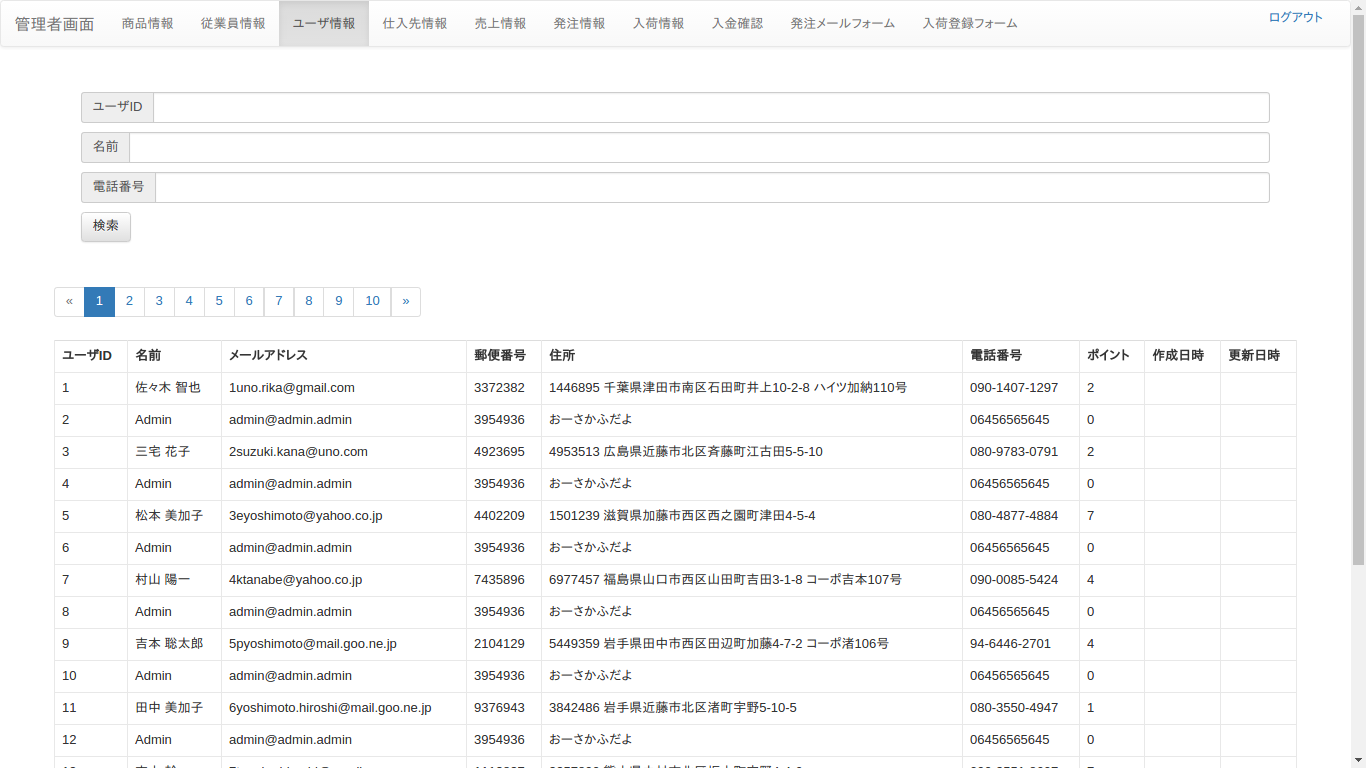 管理者画面 商品情報 従業員情報 ユーザ情報 仕入先情報 売上情報 発注情報 入荷情報 入金確認 発注メールフォーム 入荷登録フォーム ログアウト
ユーザID
名前
電話番号
検索
« 1 2 3 4 5 6 7 8 9 10 »
ユーザID 名前 メールアドレス 郵便番号 住所 電話番号 ポイント 作成日時 更新日時
1 佐々木 智也 1uno.rika@gmail.com 3372382 1446895 千葉県津田市南区石田町井上10-2-8 ハイツ加納110号 090-1407-1297 2
2 Admin admin@admin.admin 3954936 おーさかふだよ 06456565645 0
3 三宅 花子 2suzuki.kana@uno.com 4923695 4953513 広島県近藤市北区斉藤町江古田5-5-10 080-9783-0791 2
4 Admin admin@admin.admin 3954936 おーさかふだよ 06456565645 0
5 松本 美加子 3eyoshimoto@yahoo.co.jp 4402209 1501239 滋賀県加藤市西区西之園町津田4-5-4 080-4877-4884 7
6 Admin admin@admin.admin 3954936 おーさかふだよ 06456565645 0
7 村山 陽一 4ktanabe@yahoo.co.jp 7435896 6977457 福島県山口市西区山田町吉田3-1-8 コーポ吉本107号 090-0085-5424 4
8 Admin admin@admin.admin 3954936 おーさかふだよ 06456565645 0
9 吉本 聡太郎 5pyoshimoto@mail.goo.ne.jp 2104129 5449359 岩手県田中市西区田辺町加藤4-7-2 コーポ渚106号 94-6446-2701 4
10 Admin admin@admin.admin 3954936 おーさかふだよ 06456565645 0
11 田中 美加子 6yoshimoto.hiroshi@mail.goo.ne.jp 9376943 3842486 岩手県近藤市北区渚町宇野5-10-5 080-3550-4947 1
12 Admin admin@admin.admin 3954936 おーさかふだよ 06456565645 0